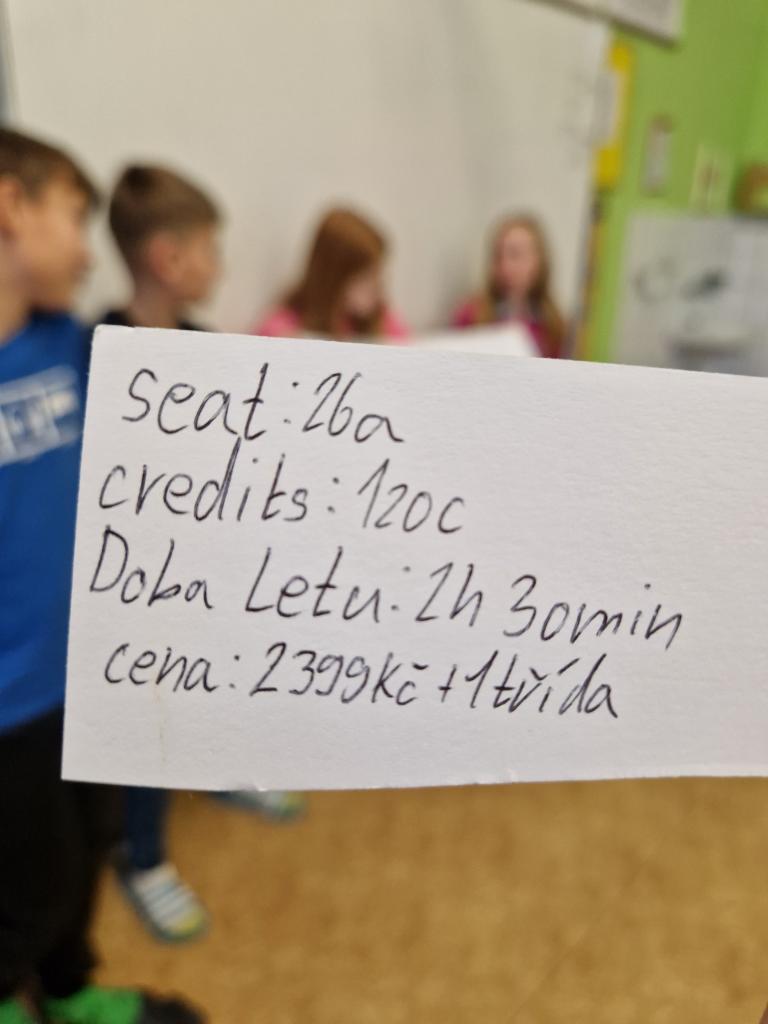 seat: 26a
credits: 120c
Doba Letu: 2h 30min
cena: 2399kč + 1třída